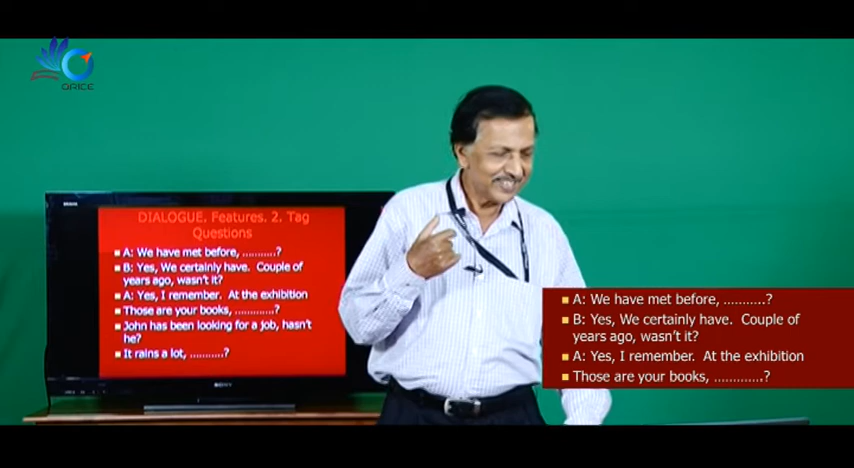 QRICE
DIALOGUE. Features. 2. Tag
Questions
A: We have met before, ...........?
B: Yes, We certainly have. Couple of
years ago, wasn't it?
A: Yes, I remember. At the exhibition
Those are your books, .............?
John has been looking for a job, hasn't
he?
It rains a lot, ...........?
SONY
A: We have met before, ...........?
B: Yes, We certainly have. Couple of
years ago, wasn't it?
A: Yes, I remember. At the exhibition
Those are your books, .............?